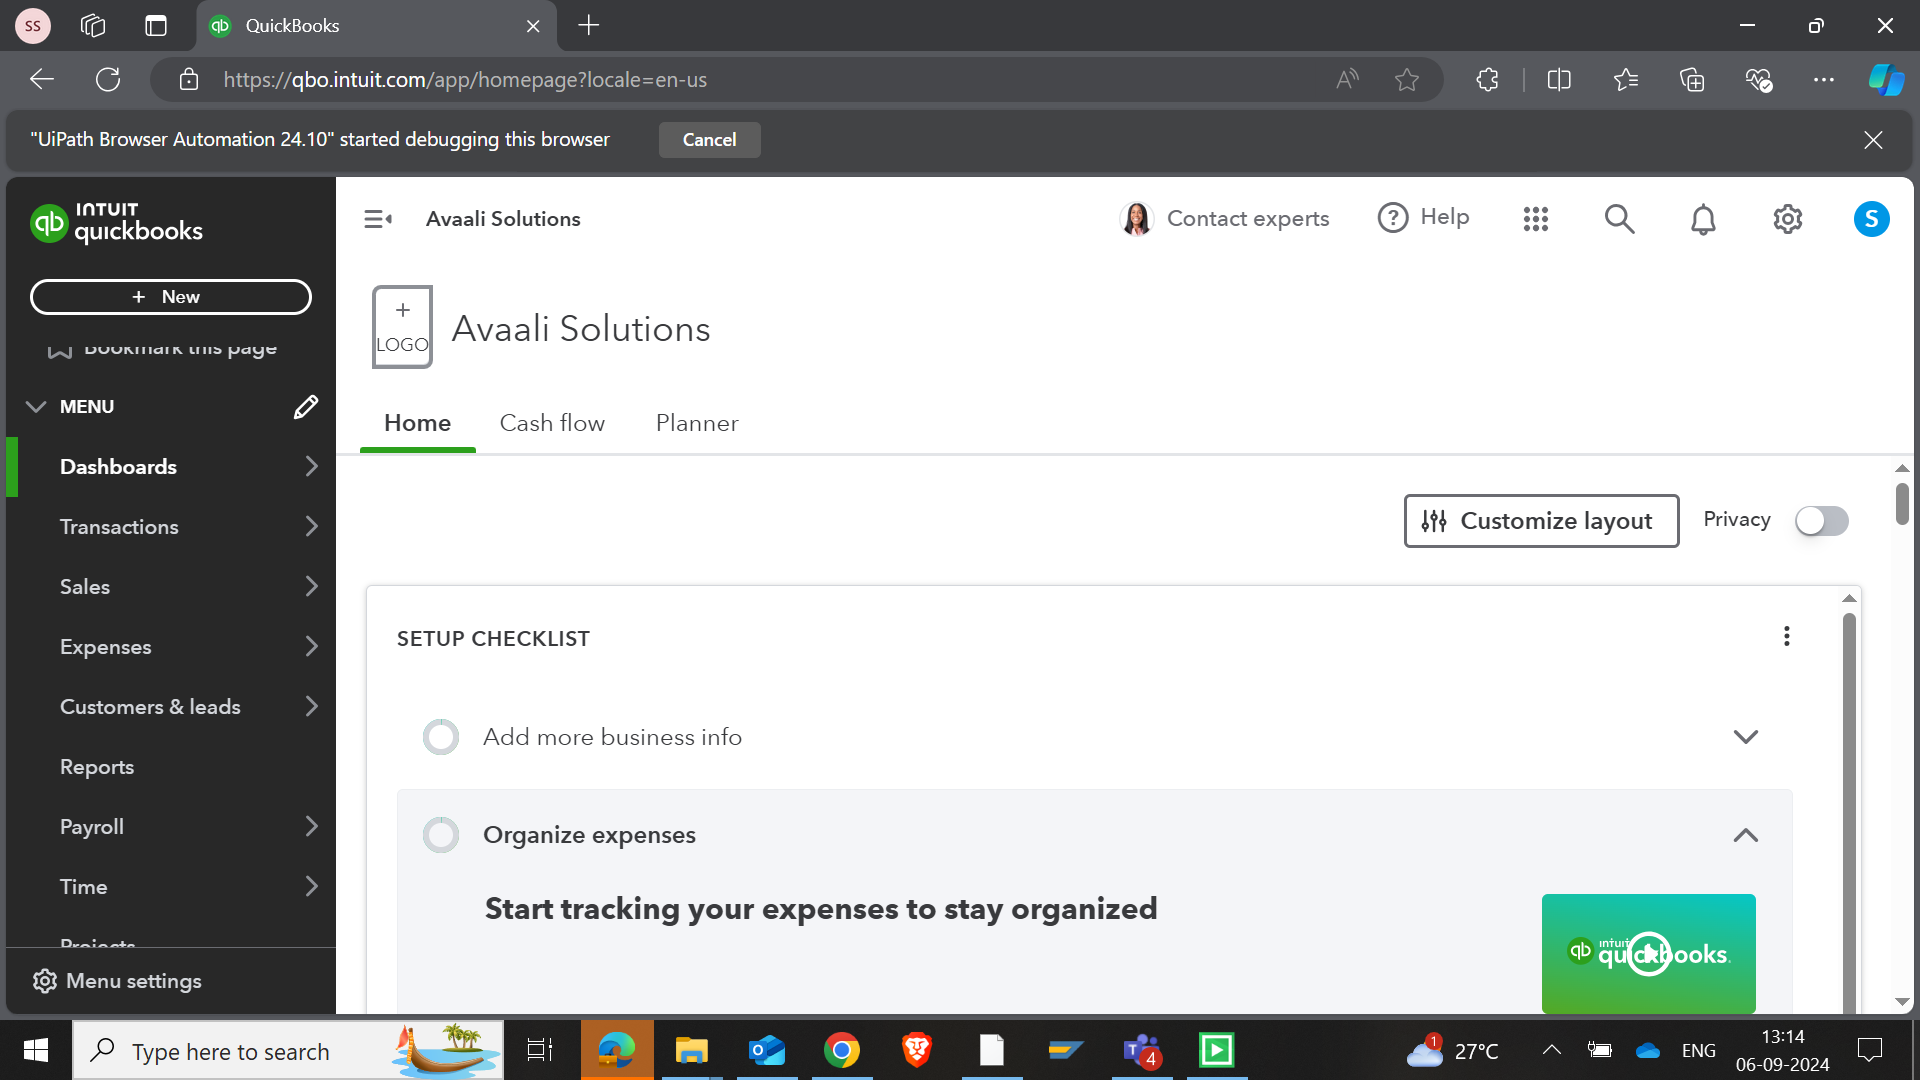 SS
QuickBooks
https://qbo.intuit.com/app/homepage?locale=en-us
"UiPath Browser Automation 24.10" started debugging this browser
Cancel
INTUIT
quickbooks
Avaali Solutions
Contact experts
Help
S
+ New
+
LOGO
Avaali Solutions
Bookmark this page
MENU
Home
Cash flow
Planner
Dashboards
Transactions
Sales
Expenses
Customers & leads
Reports
Payroll
Time
Projects
Menu settings
Customize layout
Privacy
SETUP CHECKLIST
Add more business info
Organize expenses
Start tracking your expenses to stay organized
INTUIT
quickbooks.
Type here to search
4
1
27°C
ENG
13:14
06-09-2024